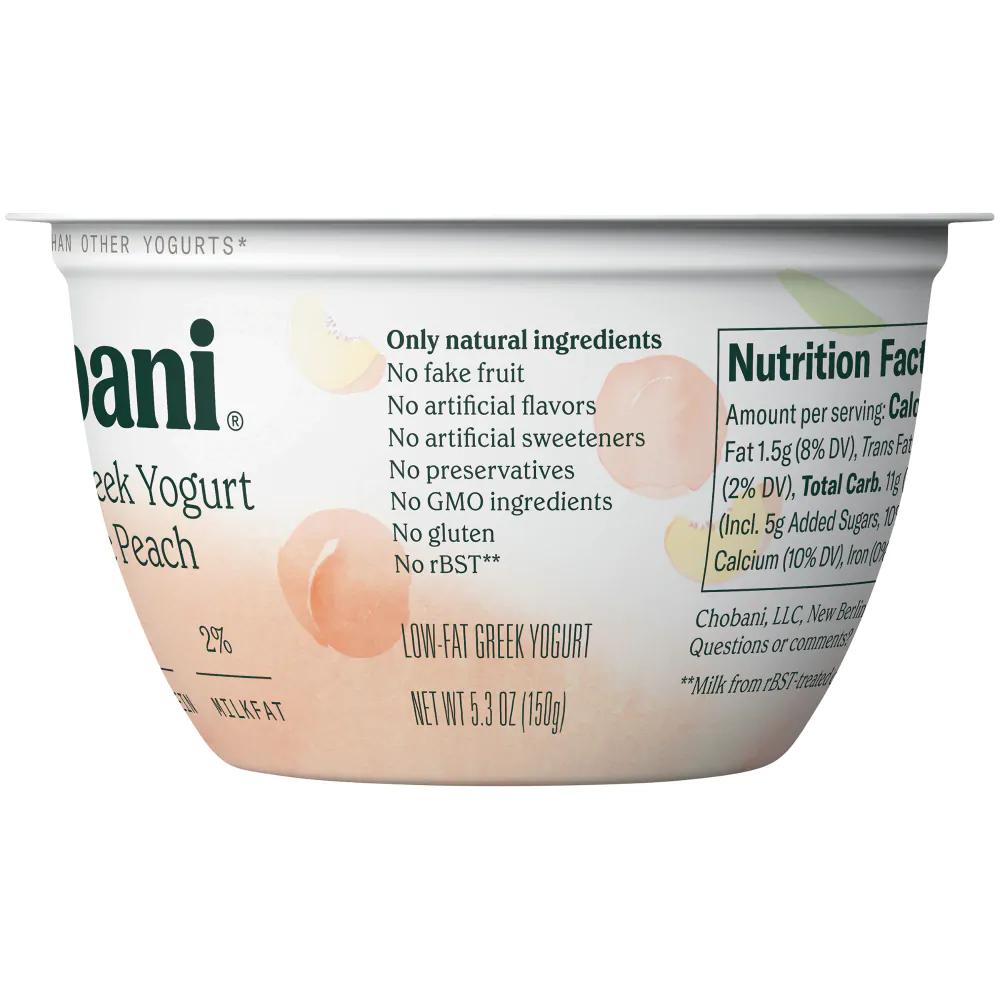 THAN OTHER YOGURTS*
bani®
eek Yogurt
Peach
2%
MILKFAT
Only natural ingredients
No fake fruit
No artificial flavors
No artificial sweeteners
No preservatives
No GMO ingredients
No gluten
No rBST**
LOW-FAT GREEK YOGURT
NET WT 5.3 OZ (150g)
Nutrition Fact
Amount per serving: Calo
Fat 1.5g (8% DV), Trans Fat
(2% DV), Total Carb. 11g
(Incl. 5g Added Sugars, 10
Calcium (10% DV), Iron (0%
Chobani, LLC, New Berlin
Questions or comments?
**Milk from rBST-treated